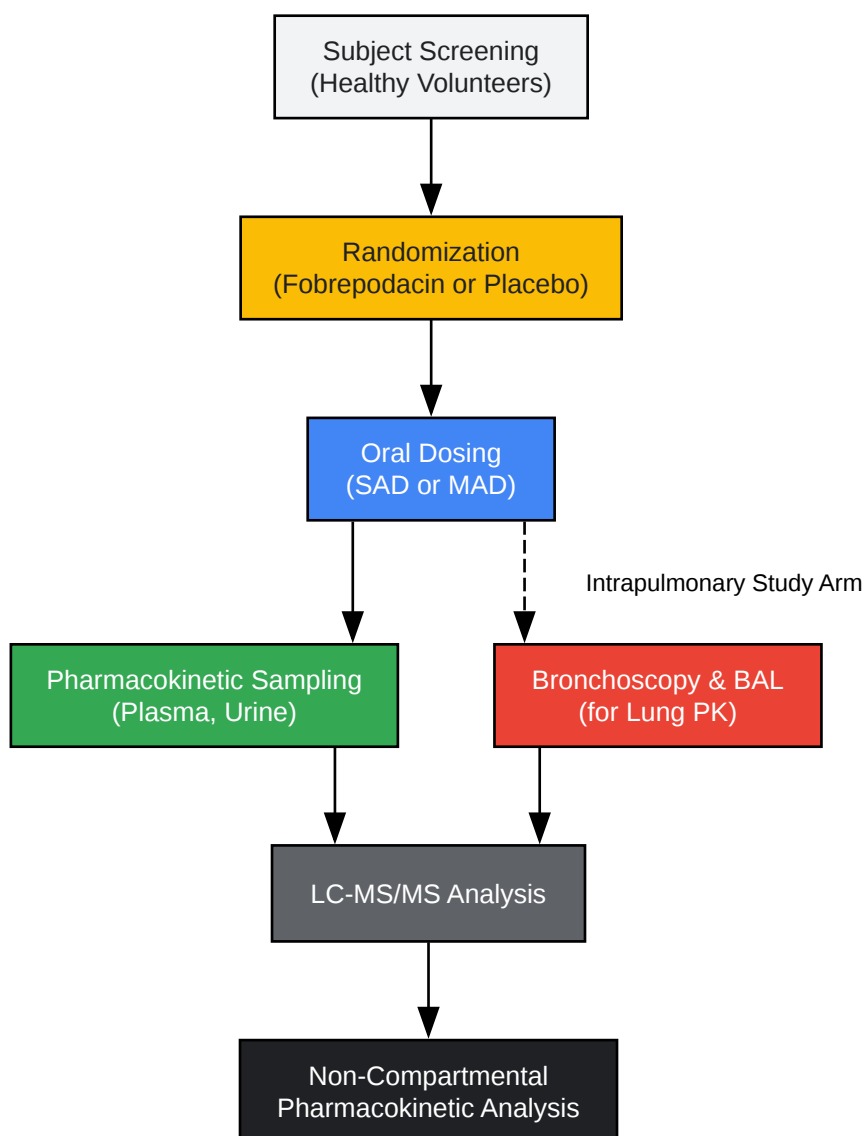 Subject Screening
(Healthy Volunteers)
Randomization
(Fobrepodacin or Placebo)
Oral Dosing
(SAD or MAD)
Intrapulmonary Study Arm
Pharmacokinetic Sampling
(Plasma, Urine)
Bronchoscopy & BAL
(for Lung PK)
LC-MS/MS Analysis
Non-Compartmental
Pharmacokinetic Analysis